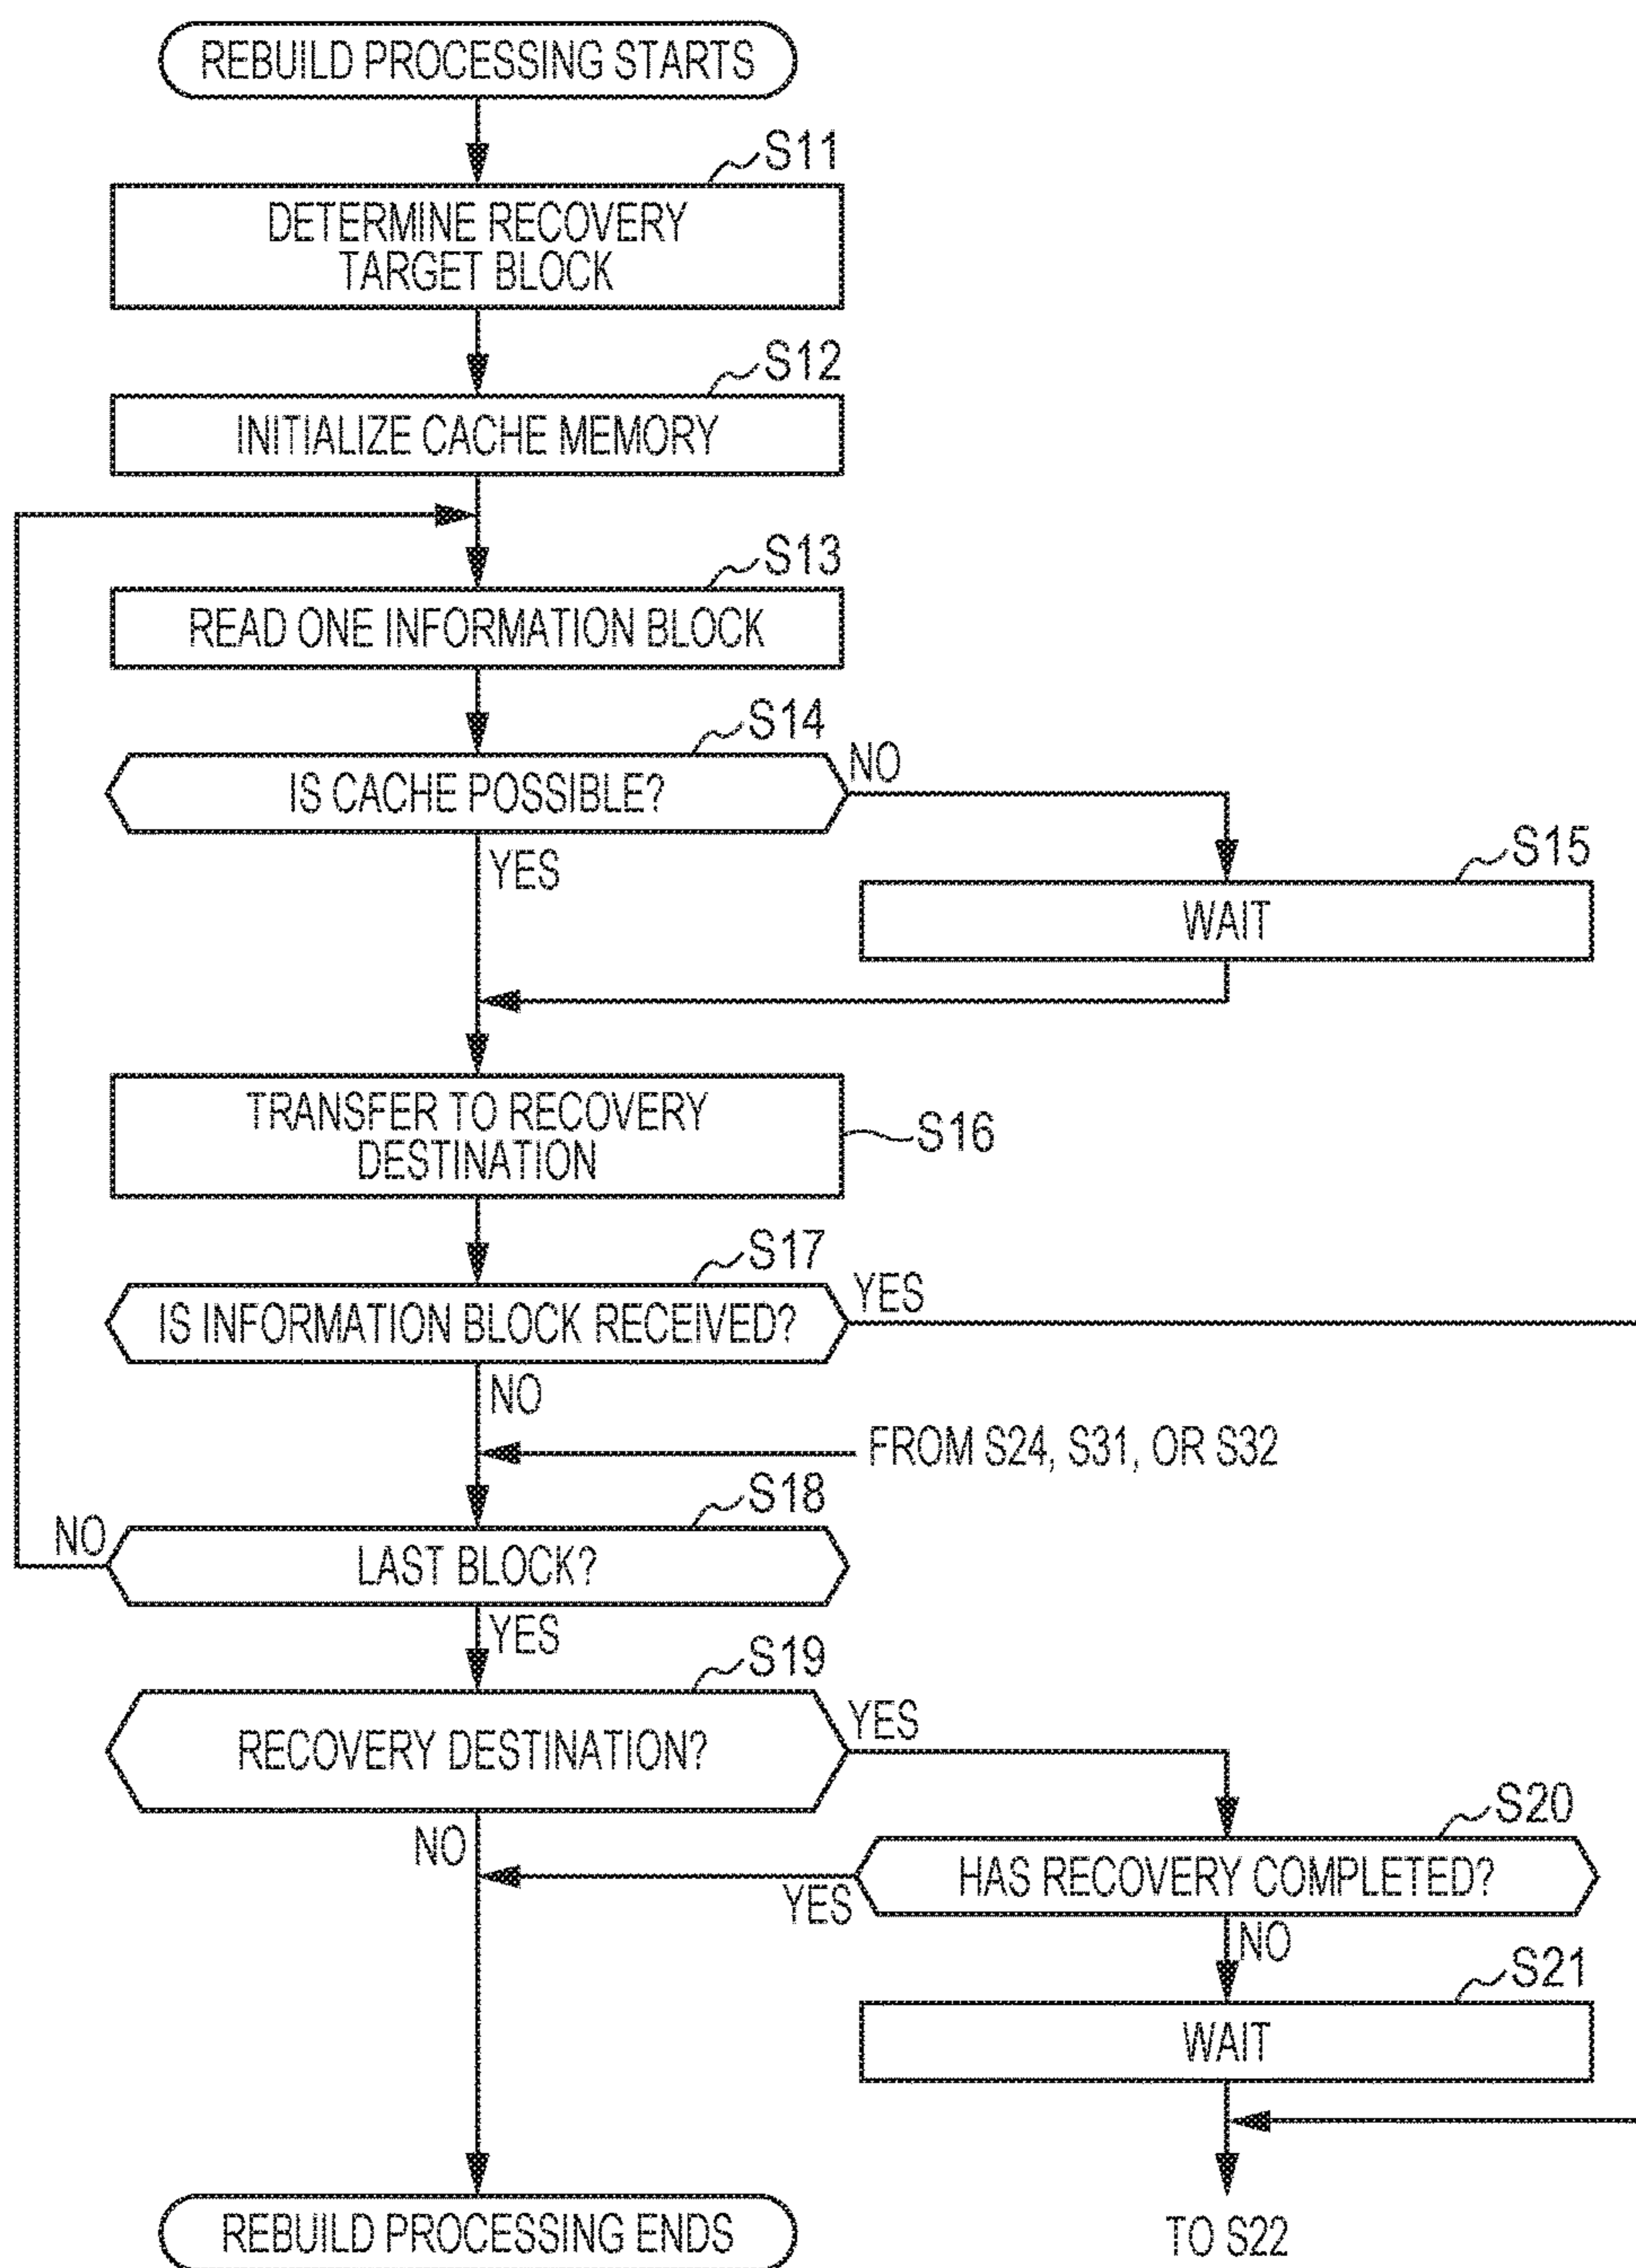 REBUILD PROCESSING STARTS
S11
DETERMINE RECOVERY
TARGET BLOCK
S12
INITIALIZE CACHE MEMORY
S13
READ ONE INFORMATION BLOCK
S14
IS CACHE POSSIBLE?
NO
YES
S15
WAIT
TRANSFER TO RECOVERY
DESTINATION
S16
S17
IS INFORMATION BLOCK RECEIVED?
YES
NO
FROM S24, S31, OR S32
S18
NO
LAST BLOCK?
YES
S19
RECOVERY DESTINATION?
YES
NO
S20
HAS RECOVERY COMPLETED?
YES
NO
S21
WAIT
REBUILD PROCESSING ENDS
TO S22